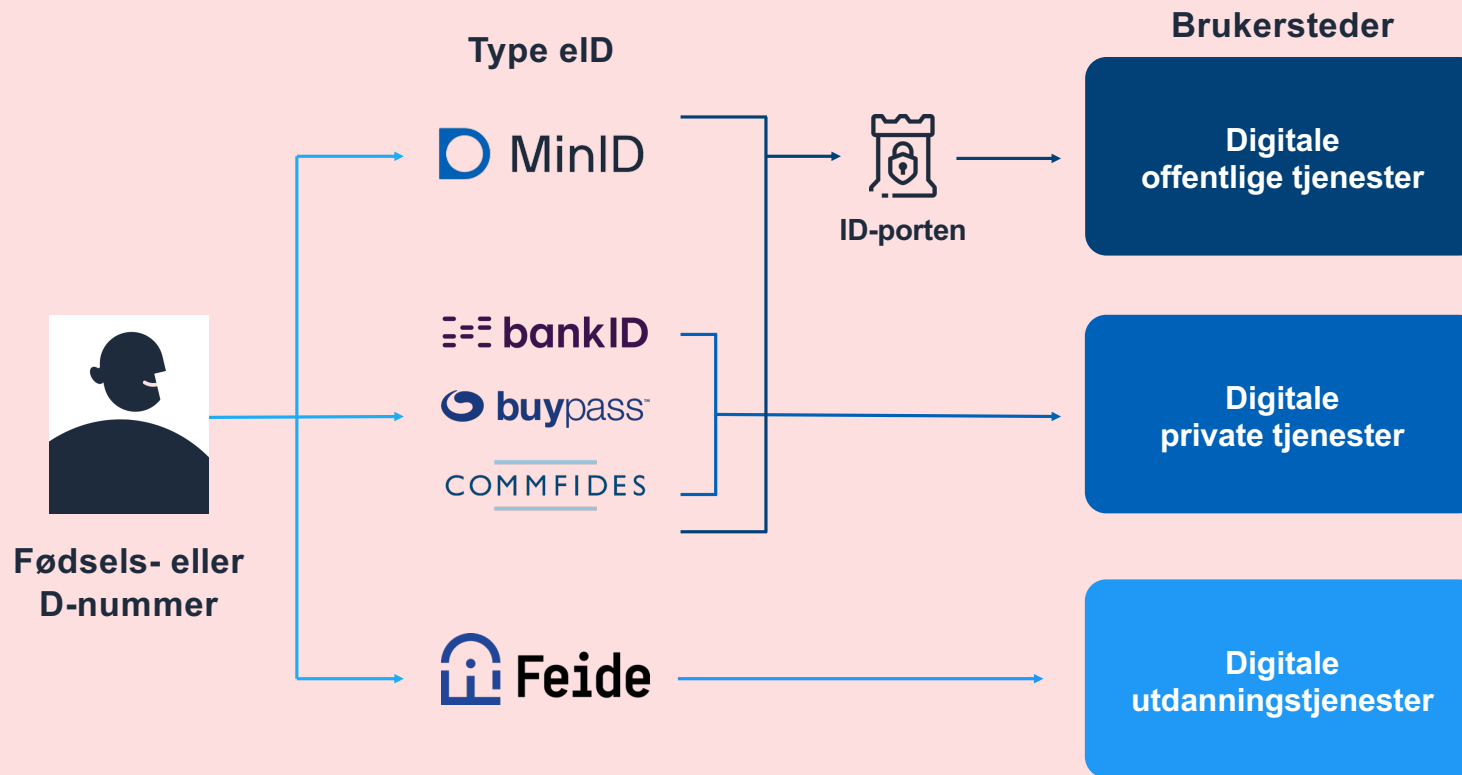 Type eID
Brukersteder
MinID
ID-porten
Digitale
offentlige tjenester
bankID
buypass™
COMMFIDES
Digitale
private tjenester
Fødsels- eller
D-nummer
Feide
Digitale
utdanningstjenester